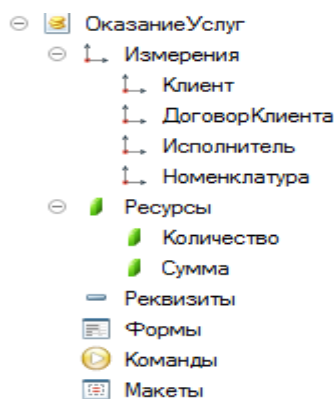 ОказаниеУслуг
Измерения
Клиент
ДоговорКлиента
Исполнитель
Номенклатура
Ресурсы
Количество
Сумма
Реквизиты
Формы
Команды
Макеты